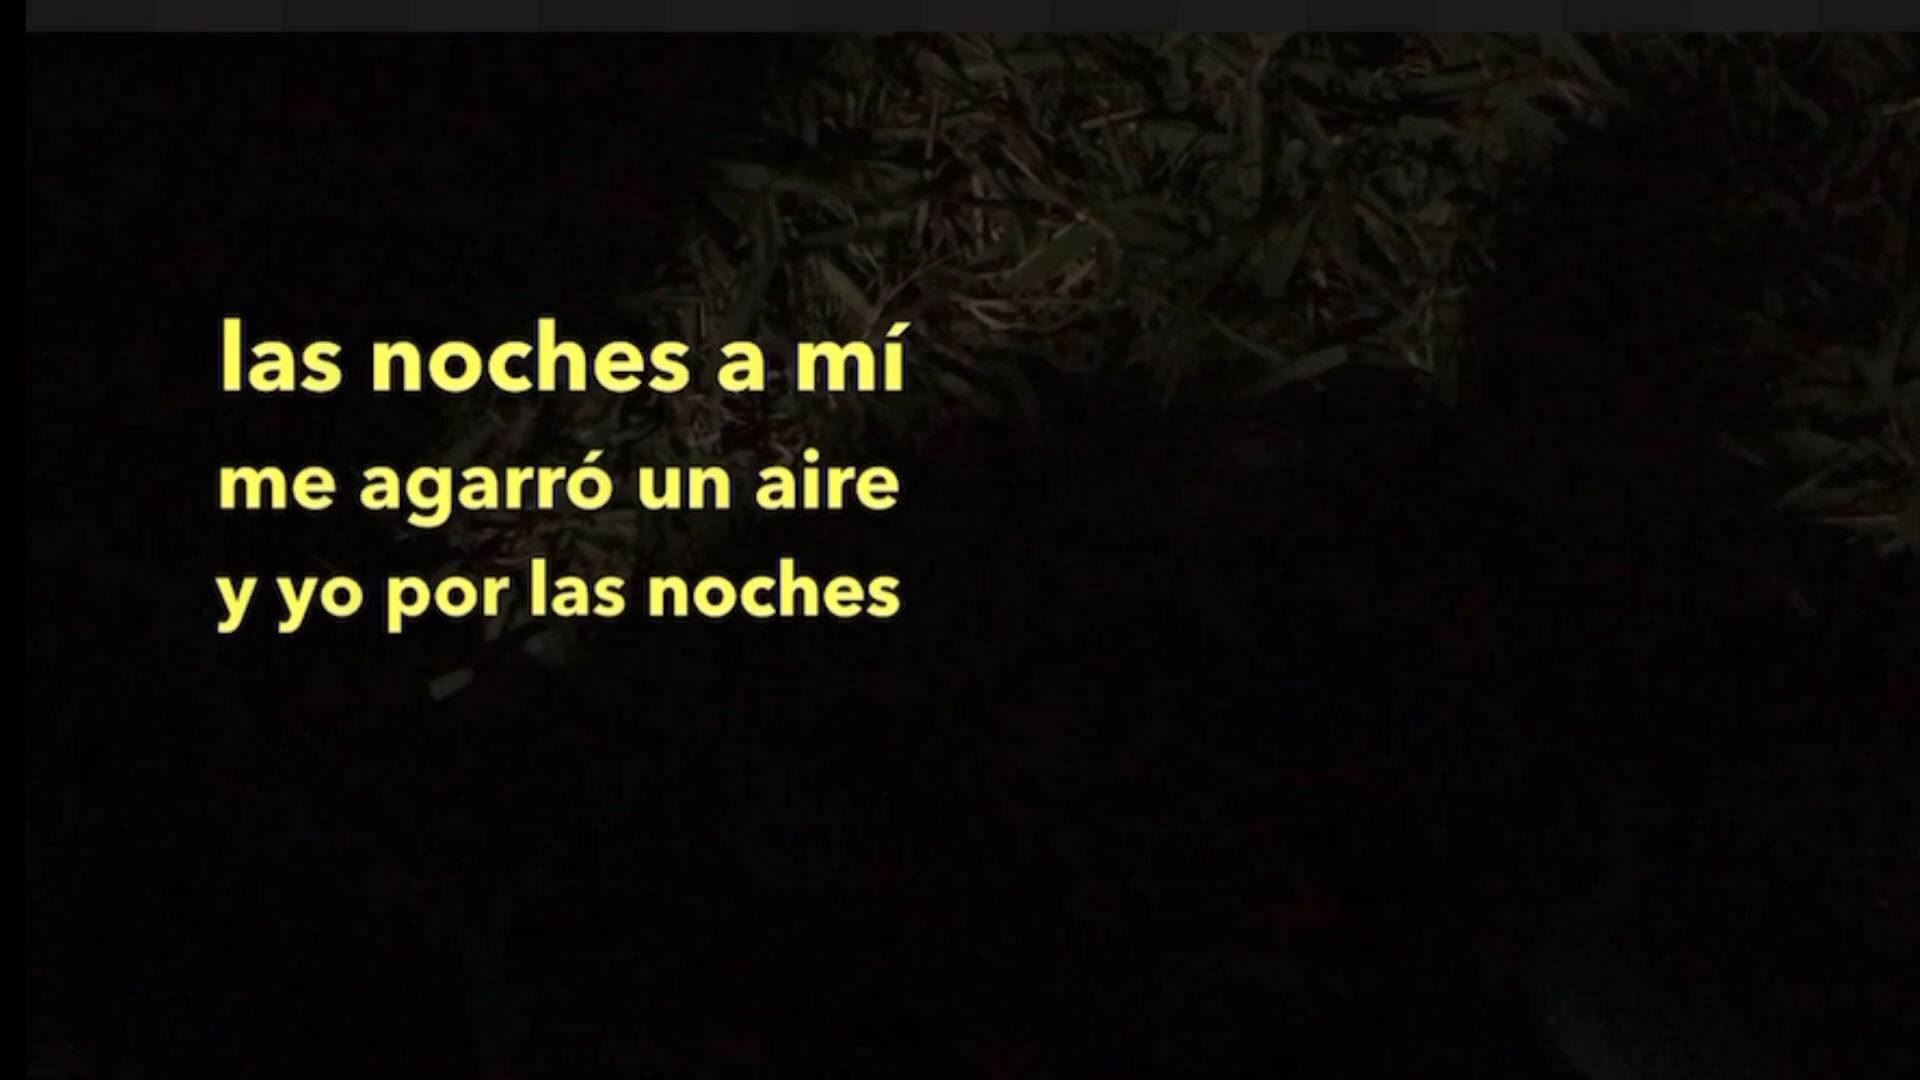 las noches a mí
me agarró un aire
y yo por las noches